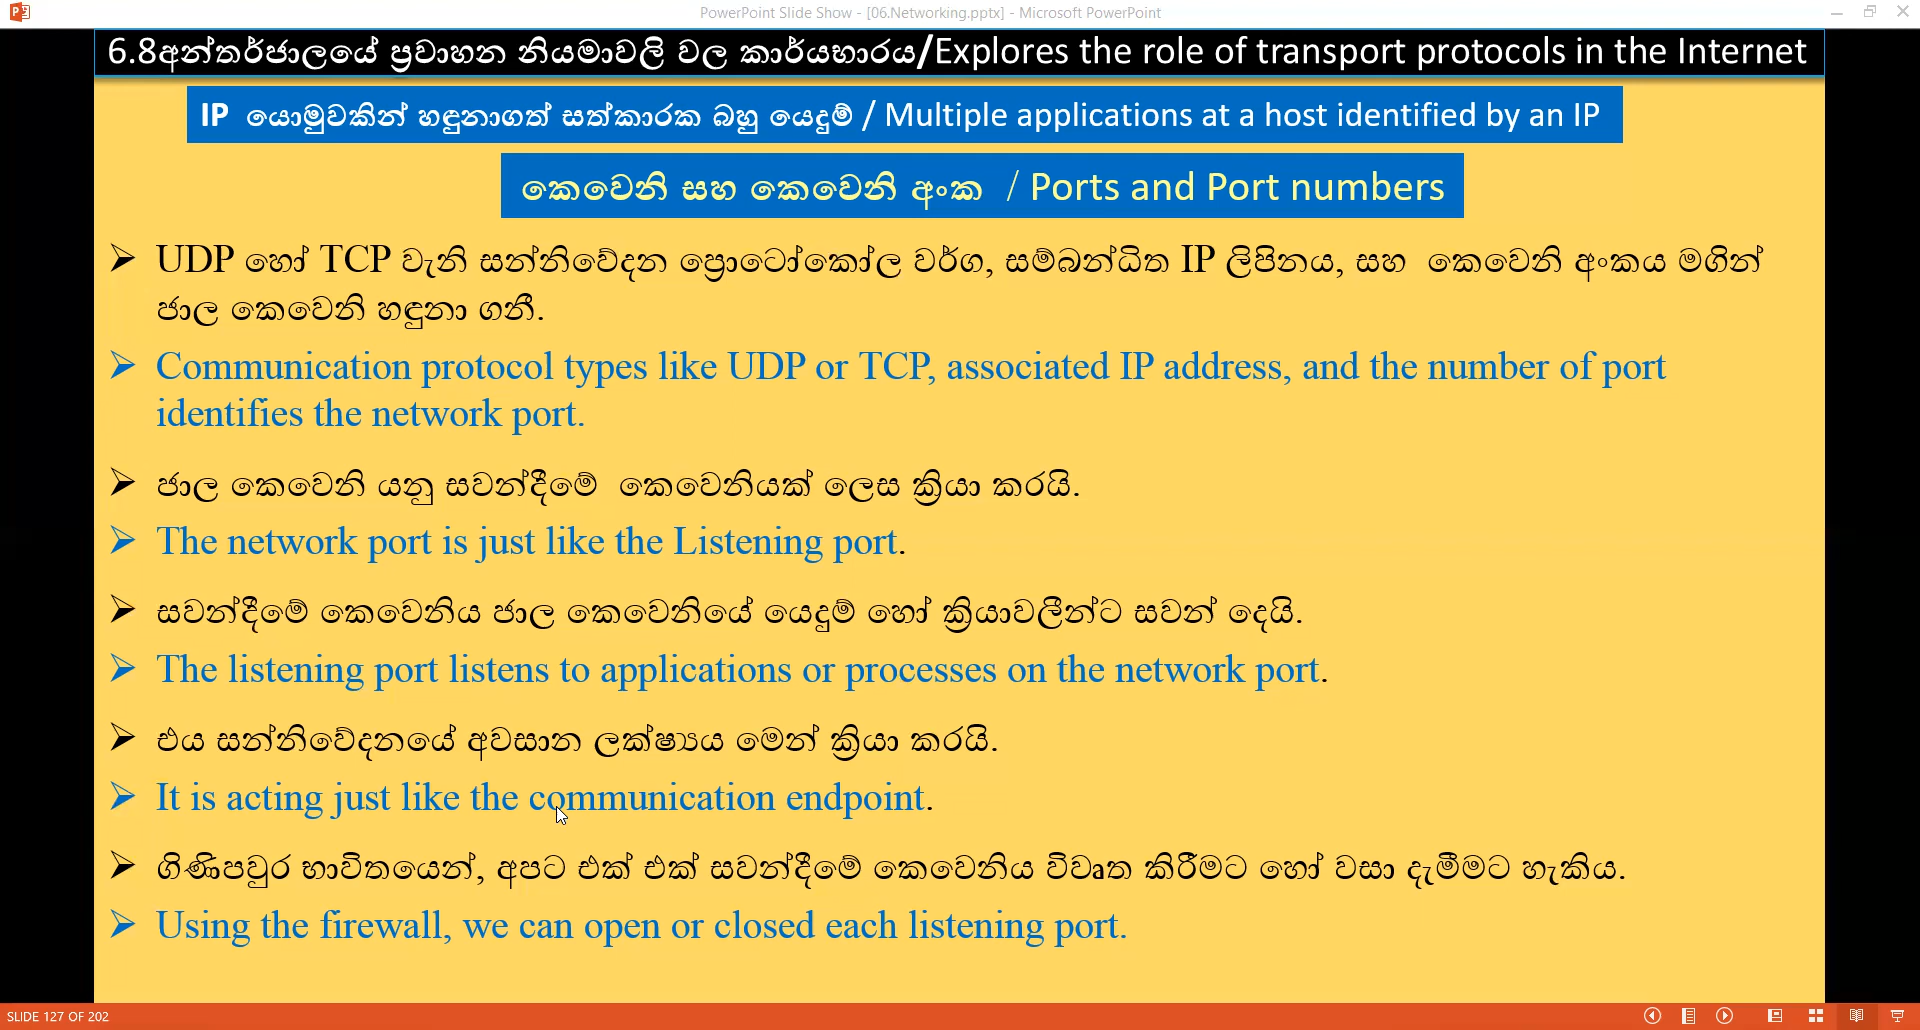 PowerPoint Slide Show - [06.Networking.pptx] - Microsoft PowerPoint
6.8අන්තර්ජාලයේ ප්‍රවාහන නියමාවලි වල කාර්යභාරය/Explores the role of transport protocols in the Internet
IP යොමුවකින් හඳුනාගත් සත්කාරක බහු යෙදුම් / Multiple applications at a host identified by an IP
කෙවෙනි සහ කෙවෙනි අංක / Ports and Port numbers
➢ UDP හෝ TCP වැනි සන්නිවේදන ප්‍රොටෝකෝල වර්ග, සම්බන්ධිත IP ලිපිනය, සහ කෙවෙනි අංකය මගින්
ජාල කෙවෙනි හඳුනා ගනී.
➢ Communication protocol types like UDP or TCP, associated IP address, and the number of port
identifies the network port.
➢ ජාල කෙවෙනි යනු සවන්දීමේ කෙවෙනියක් ලෙස ක්‍රියා කරයි.
➢ The network port is just like the Listening port.
➢ සවන්දීමේ කෙවෙනිය ජාල කෙවෙනියේ යෙදුම් හෝ ක්‍රියාවලීන්ට සවන් දෙයි.
➢ The listening port listens to applications or processes on the network port.
➢ එය සන්නිවේදනයේ අවසාන ලක්ෂ්‍යය මෙන් ක්‍රියා කරයි.
➢ It is acting just like the communication endpoint.
➢ ගිණිපවුර භාවිතයෙන්, අපට එක් එක් සවන්දීමේ කෙවෙනිය විවෘත කිරීමට හෝ වසා දැමීමට හැකිය.
➢ Using the firewall, we can open or closed each listening port.
SLIDE 127 OF 202